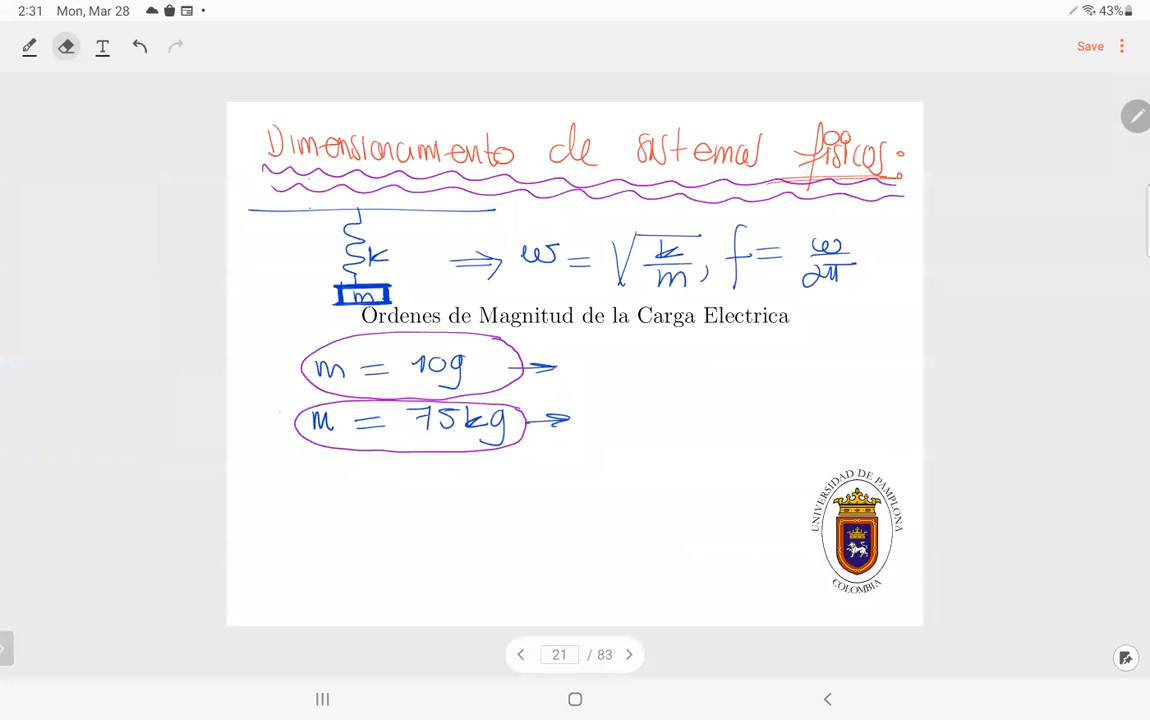 2:31 Mon, Mar 28
43%
T
Save
Dimensionamiento de sistemas físicos:
k
m
⇒ w = √(k/m), f = w/2π
Ordenes de Magnitud de la Carga Electrica
m = 10g →
m = 75kg →
UNIVERSIDAD DE PAMPLONA
COLOMBIA
21 / 83